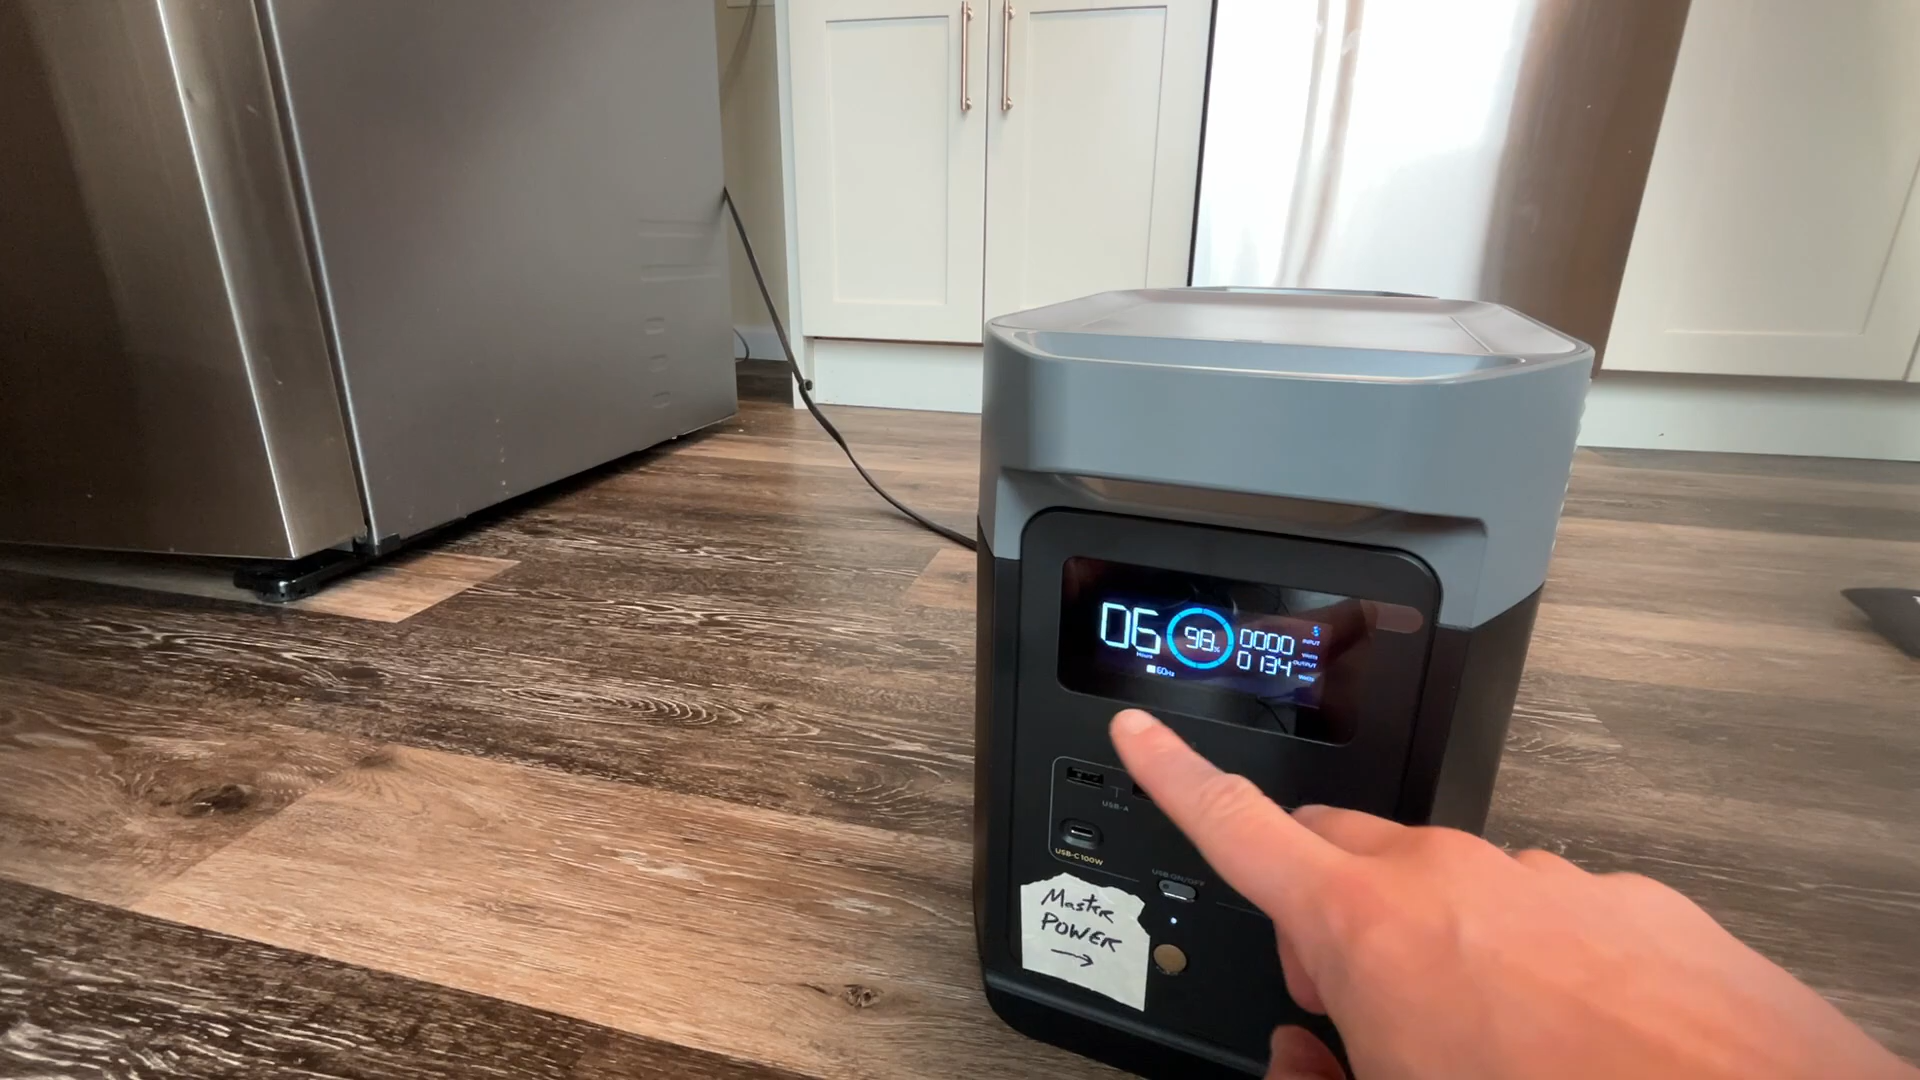 06
Hours
60Hz
98%
0000
INPUT
Watts
0134
OUTPUT
Watts
USB-A
USB-C 100W
USB ON/OFF
Master
POWER
→